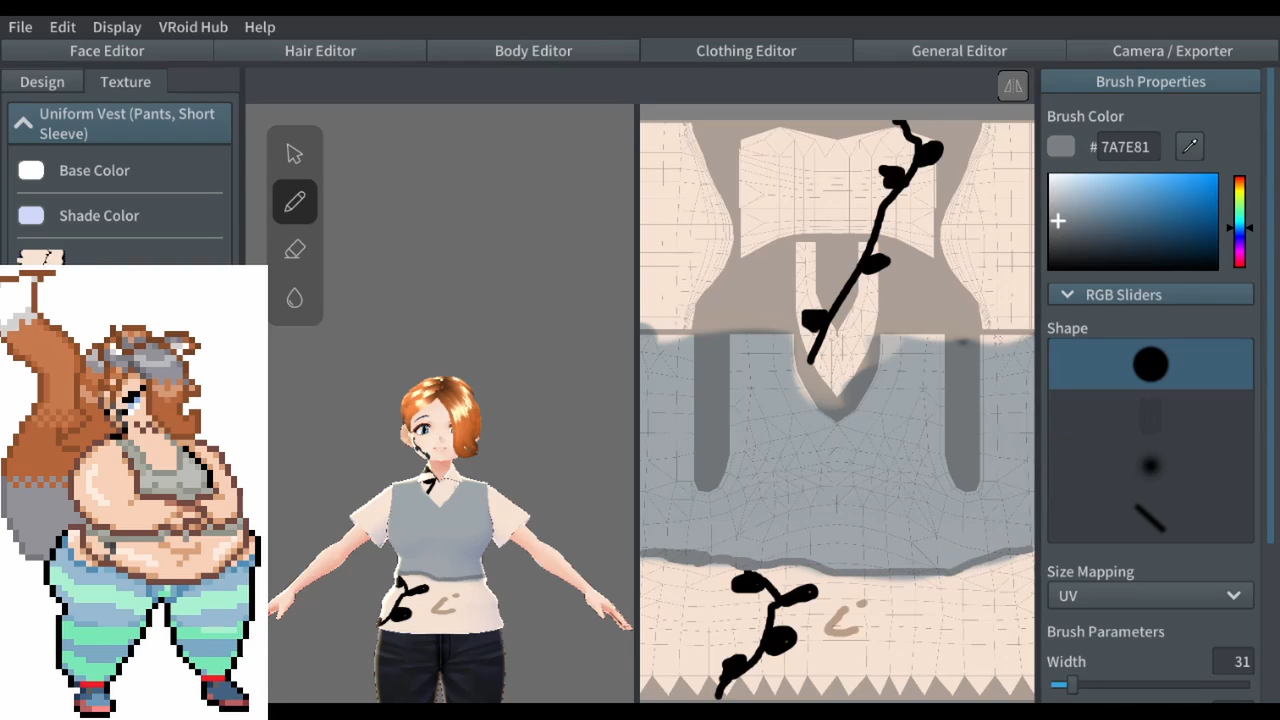 File Edit Display VRoid Hub Help
Face Editor Hair Editor Body Editor Clothing Editor General Editor Camera / Exporter
Design Texture
Uniform Vest (Pants, Short
Sleeve)
Base Color
Shade Color
Brush Properties
Brush Color
# 7A7E81
RGB Sliders
Shape
Size Mapping
UV
Brush Parameters
Width 31